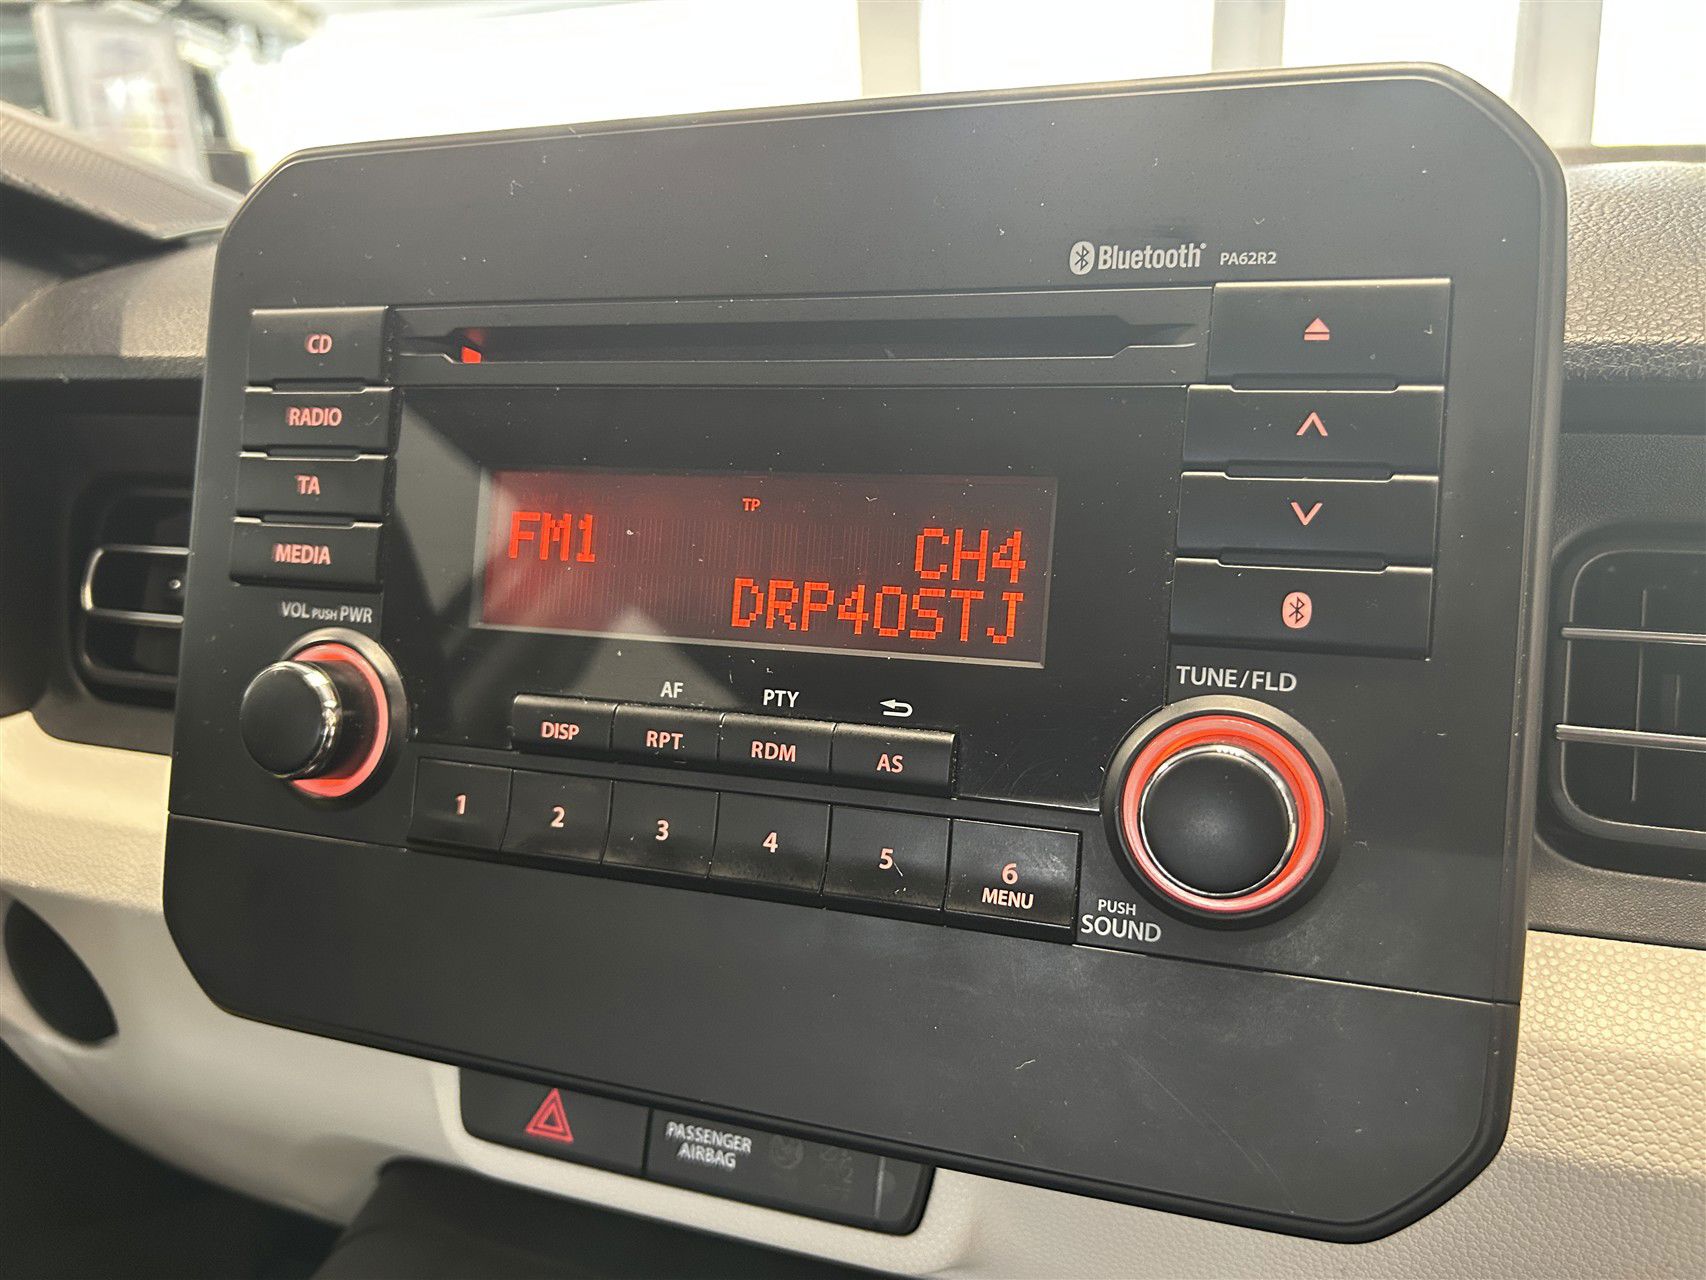 Bluetooth® PA62R2
CD
RADIO
TA
MEDIA
VOL PUSH PWR
TP
FM1
CH4
DRP40STJ
TUNE/FLD
AF
PTY
DISP
RPT
RDM
AS
1
2
3
4
5
6
MENU
PUSH
SOUND
PASSENGER
AIRBAG